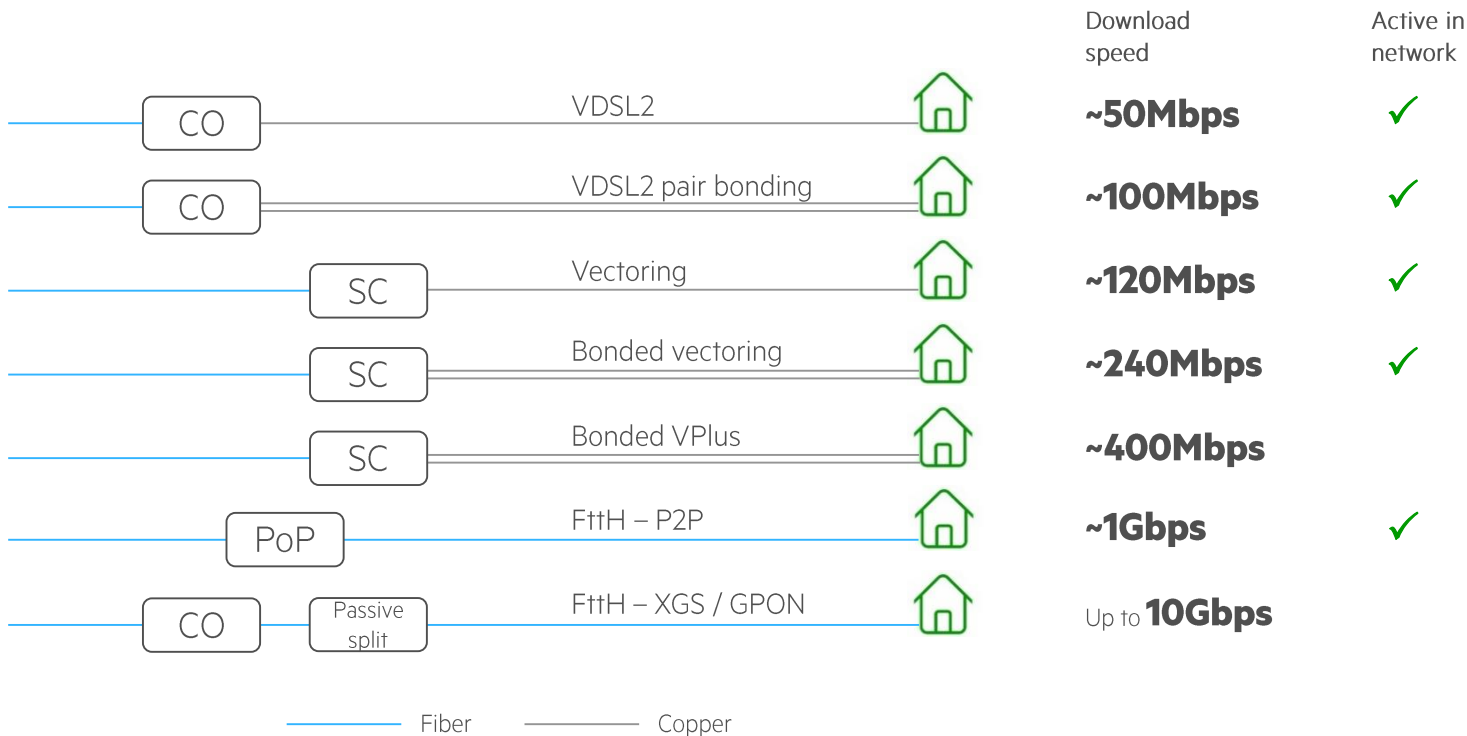 Download
speed
Active in
network
CO
VDSL2
~50Mbps
CO
VDSL2 pair bonding
~100Mbps
SC
Vectoring
~120Mbps
SC
Bonded vectoring
~240Mbps
SC
Bonded VPlus
~400Mbps
PoP
FttH – P2P
~1Gbps
CO
Passive
split
FttH – XGS / GPON
Up to 10Gbps
Fiber
Copper